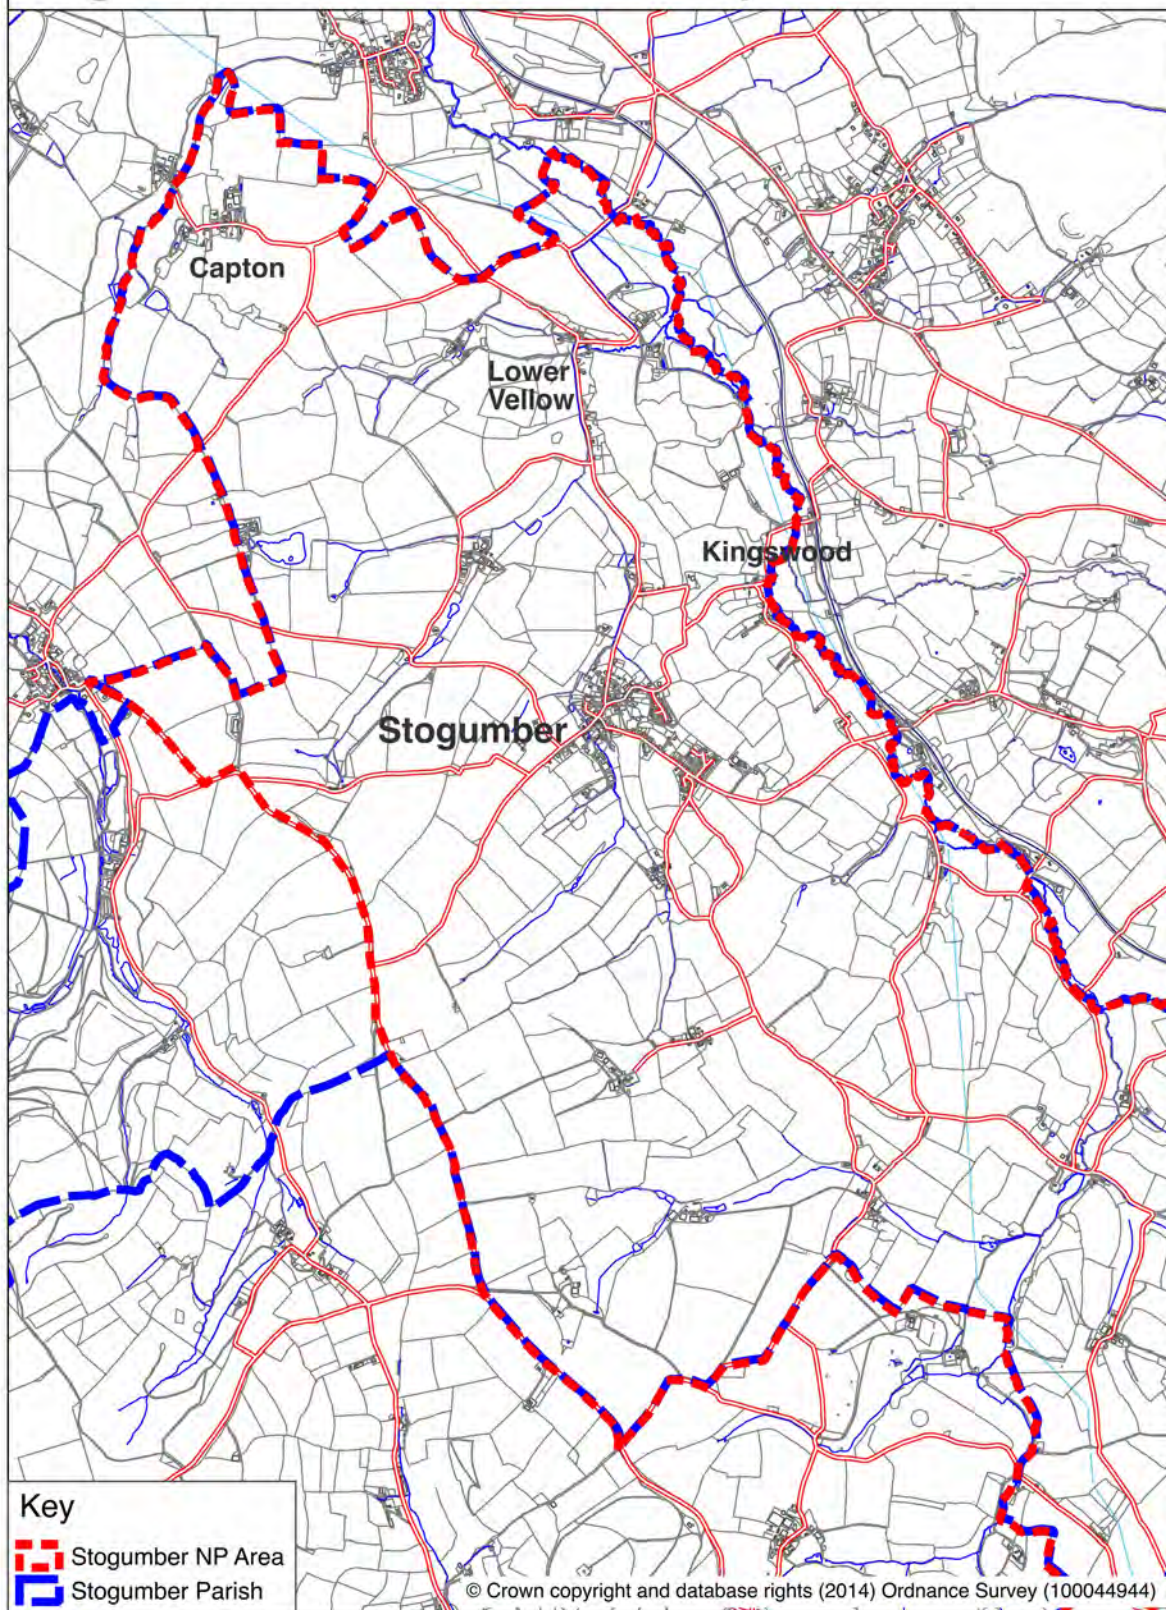 Capton
Lower
Vellow
Kingswood
Stogumber
Key
Stogumber NP Area
Stogumber Parish
© Crown copyright and database rights (2014) Ordnance Survey (100044944)